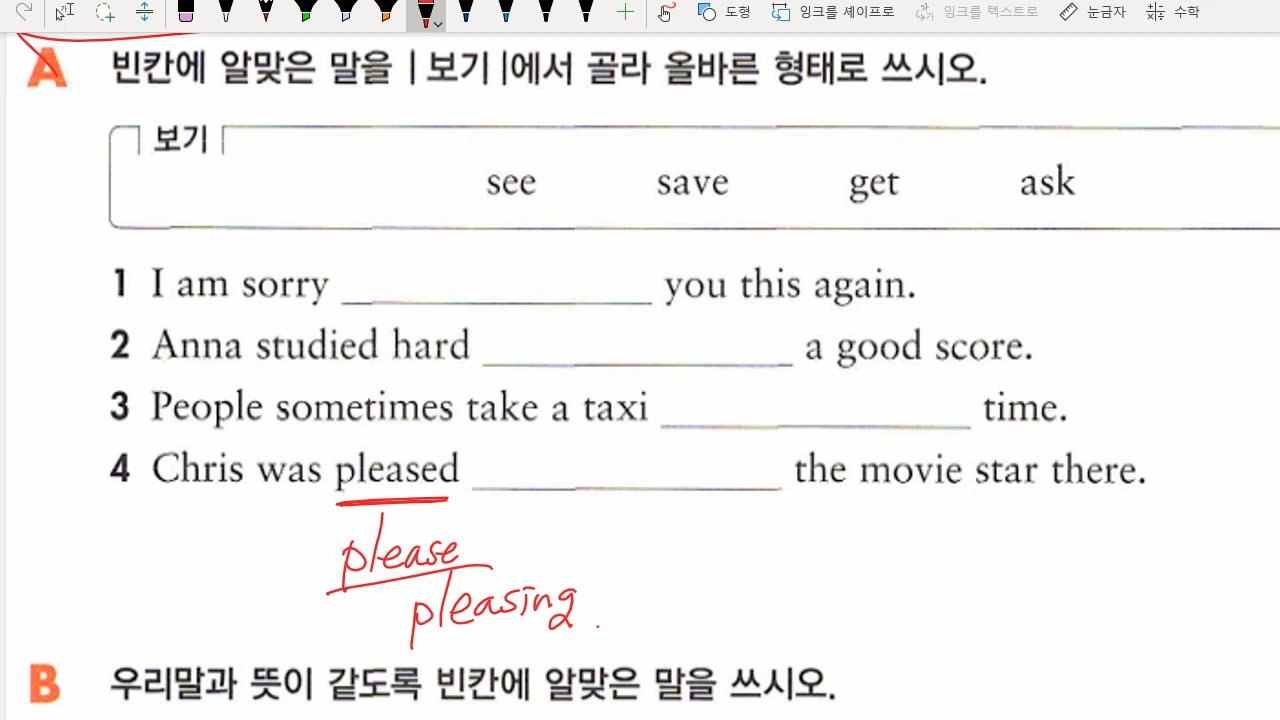 도형 잉크를 셰이프로 잉크를 텍스트로 눈금자 수학
A 빈칸에 알맞은 말을 | 보기 |에서 골라 올바른 형태로 쓰시오.
보기
see save get ask
1 I am sorry ____________ you this again.
2 Anna studied hard ____________ a good score.
3 People sometimes take a taxi ____________ time.
4 Chris was pleased ____________ the movie star there.
please
pleasing.
B 우리말과 뜻이 같도록 빈칸에 알맞은 말을 쓰시오.